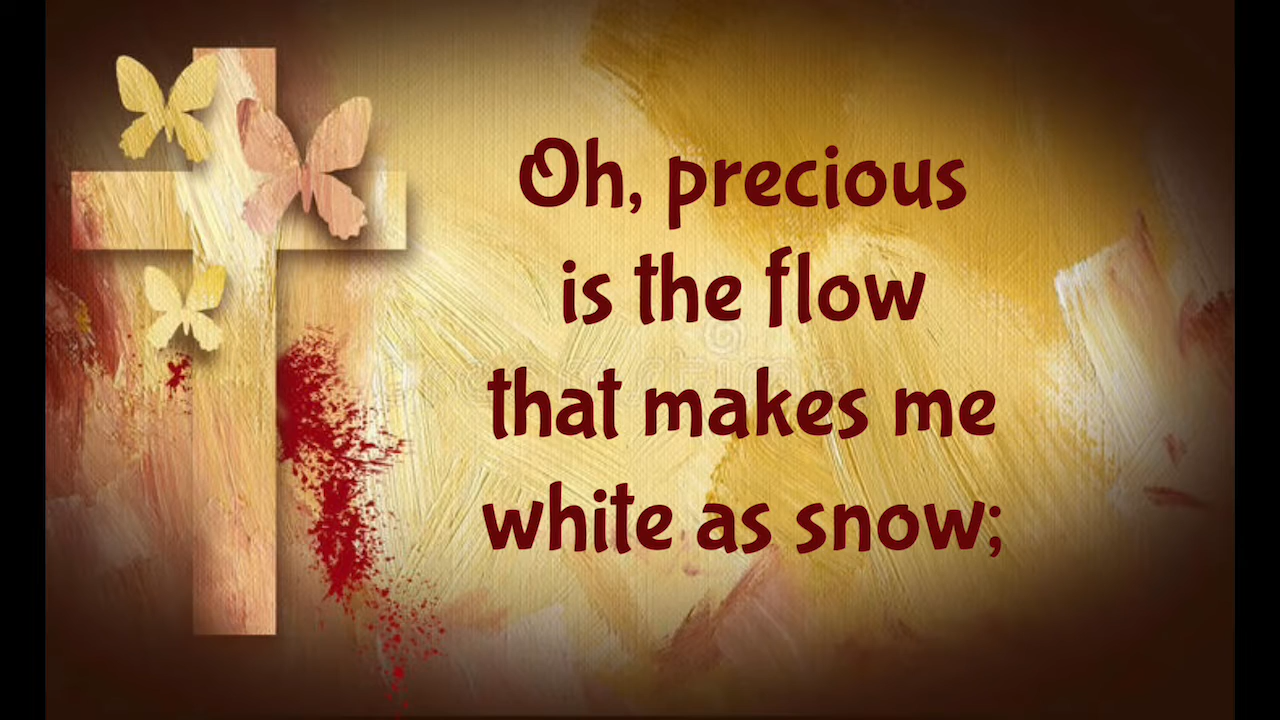 Oh, precious
is the flow
that makes me
white as snow;